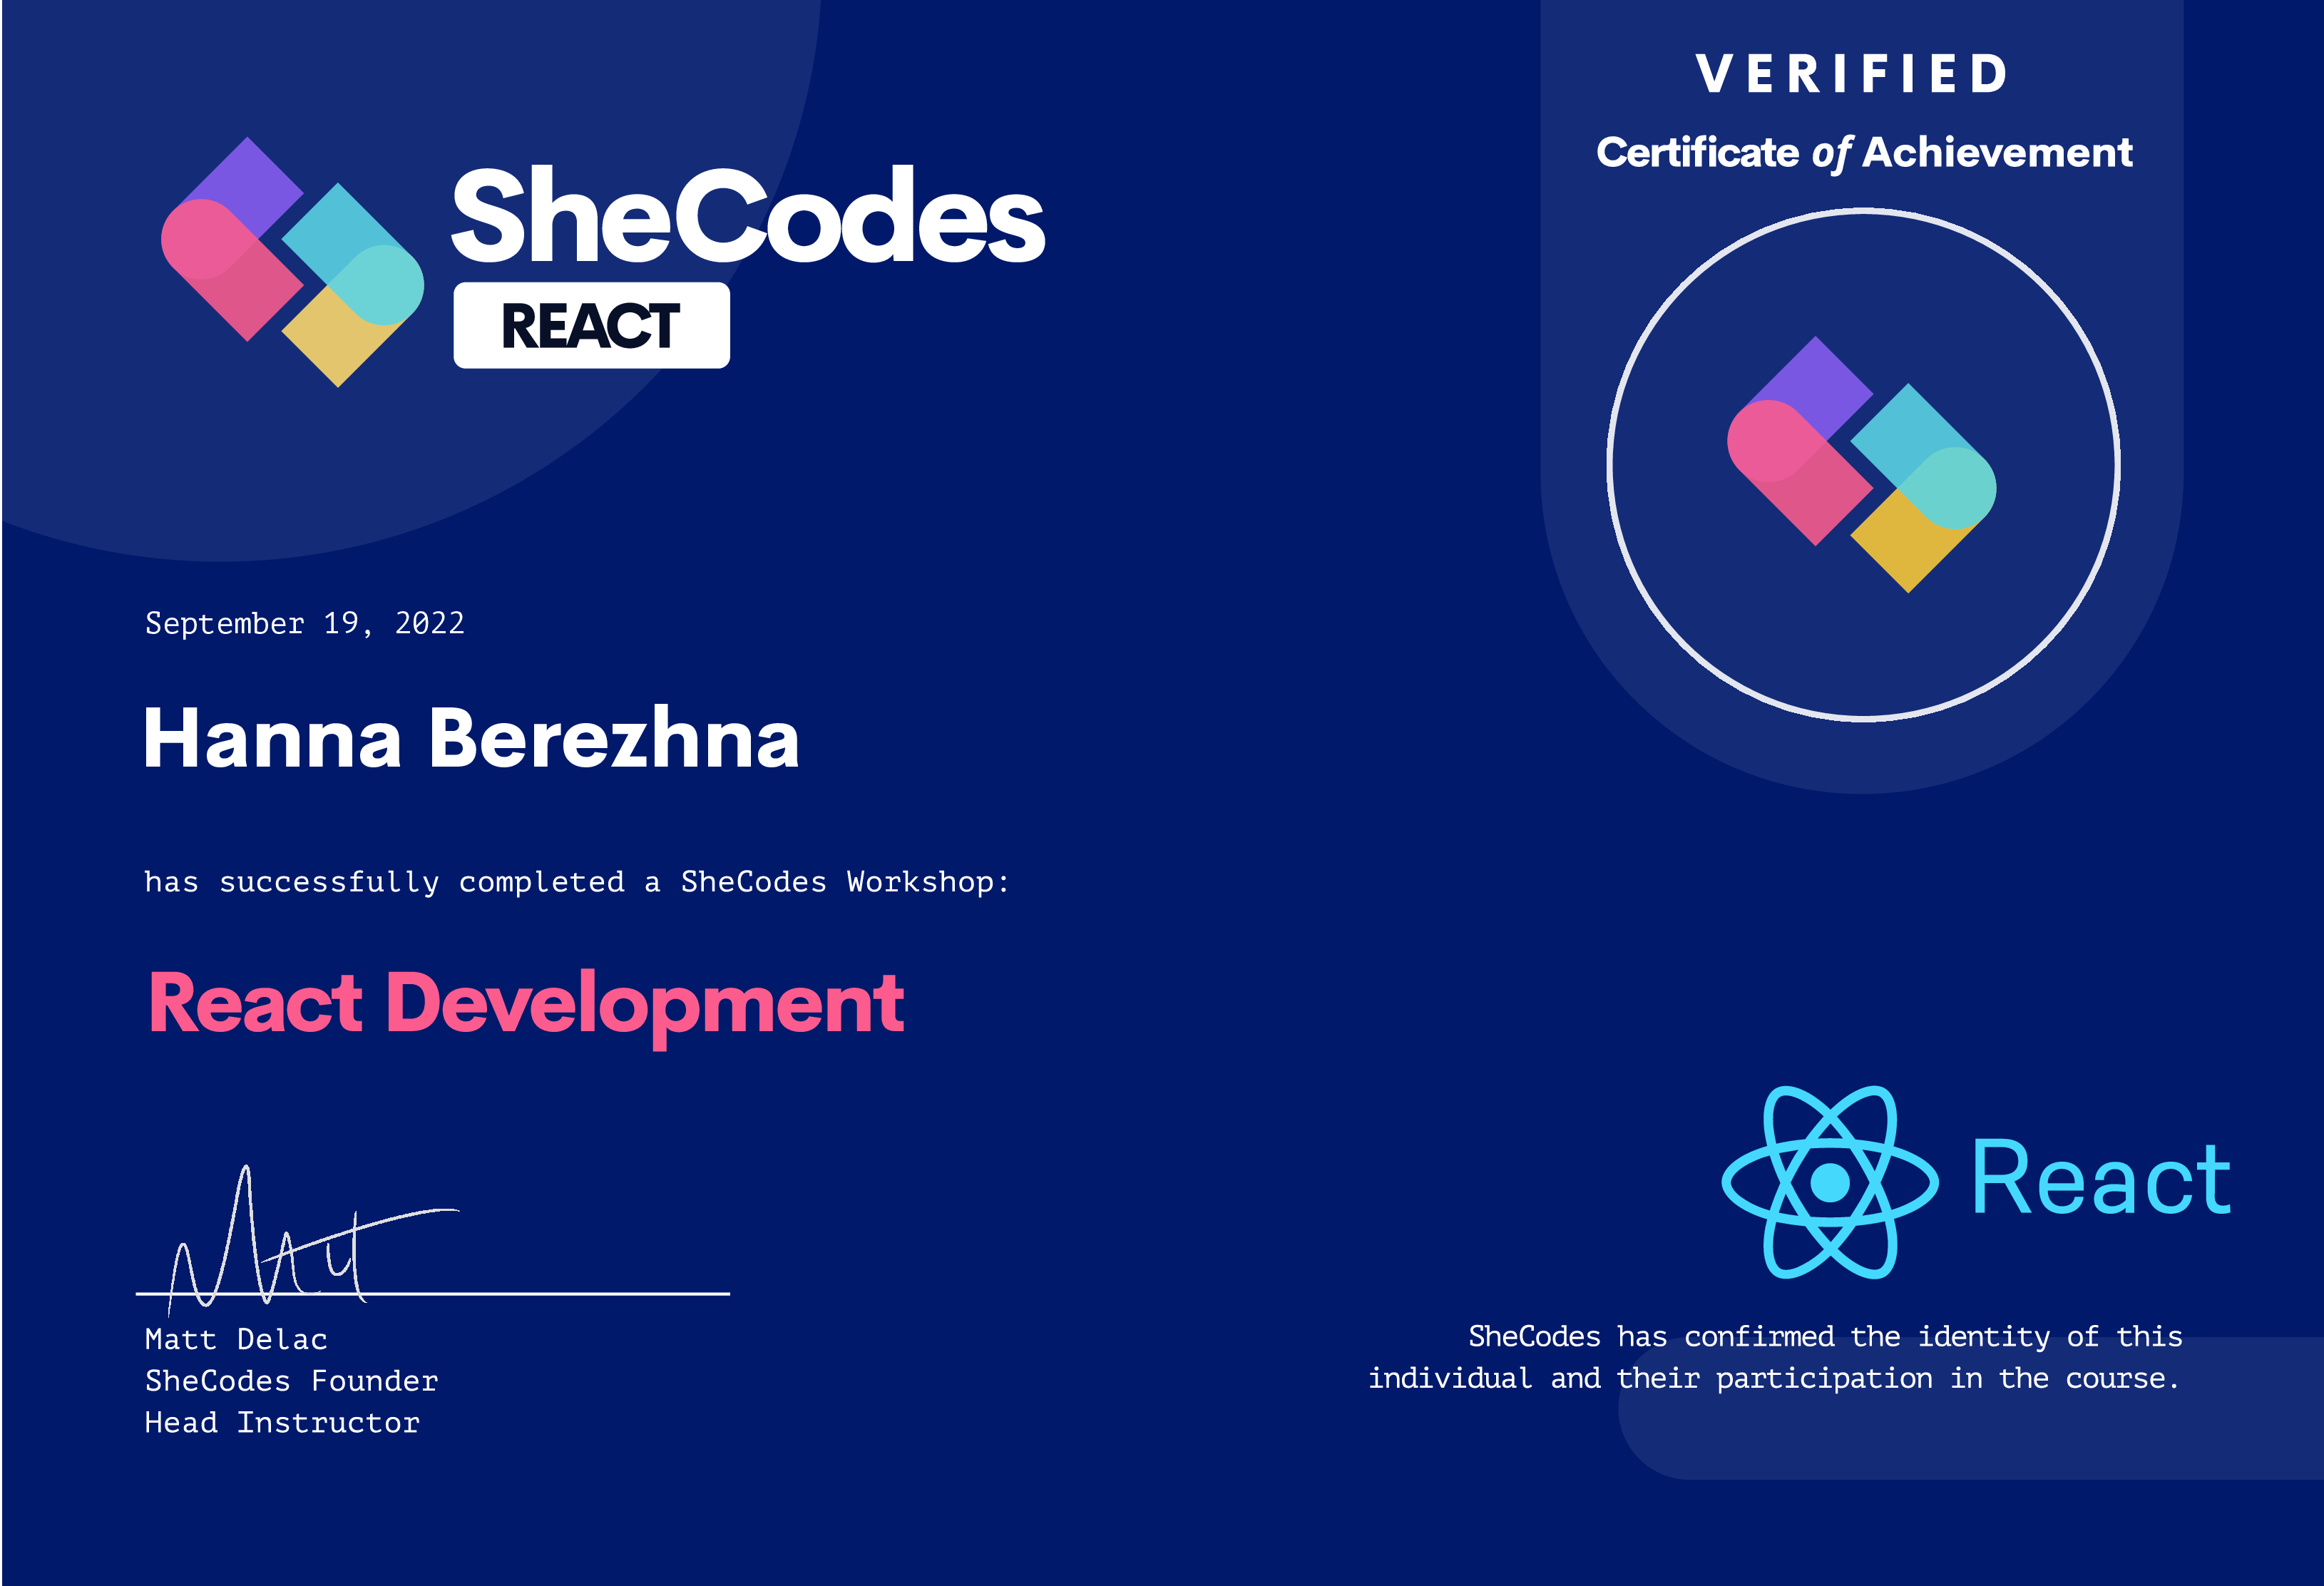 VERIFIED
Certificate of Achievement
SheCodes
REACT
September 19, 2022
Hanna Berezhna
has successfully completed a SheCodes Workshop:
React Development
React
Matt Delac
SheCodes Founder
Head Instructor
SheCodes has confirmed the identity of this
individual and their participation in the course.